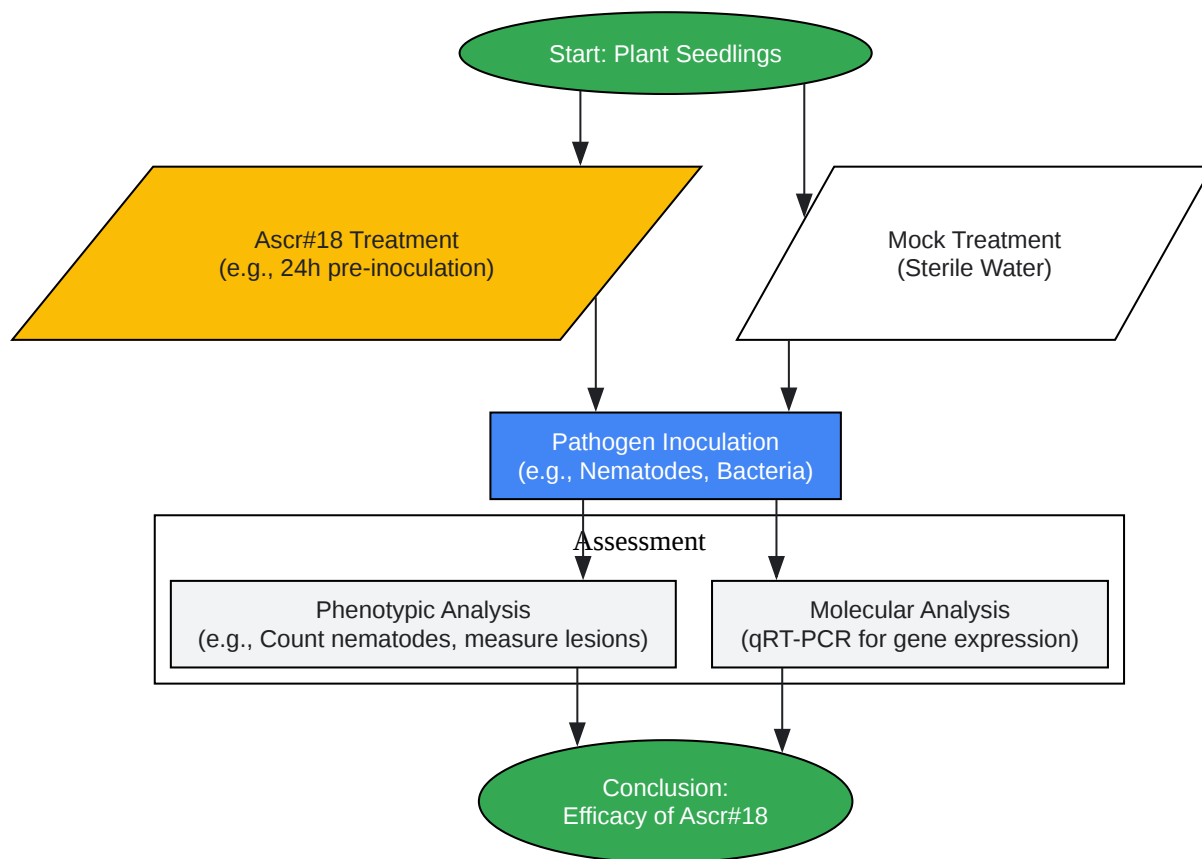 Start: Plant Seedlings
Ascr#18 Treatment
(e.g., 24h pre-inoculation)
Mock Treatment
(Sterile Water)
Pathogen Inoculation
(e.g., Nematodes, Bacteria)
Assessment
Phenotypic Analysis
(e.g., Count nematodes, measure lesions)
Molecular Analysis
(qRT-PCR for gene expression)
Conclusion:
Efficacy of Ascr#18